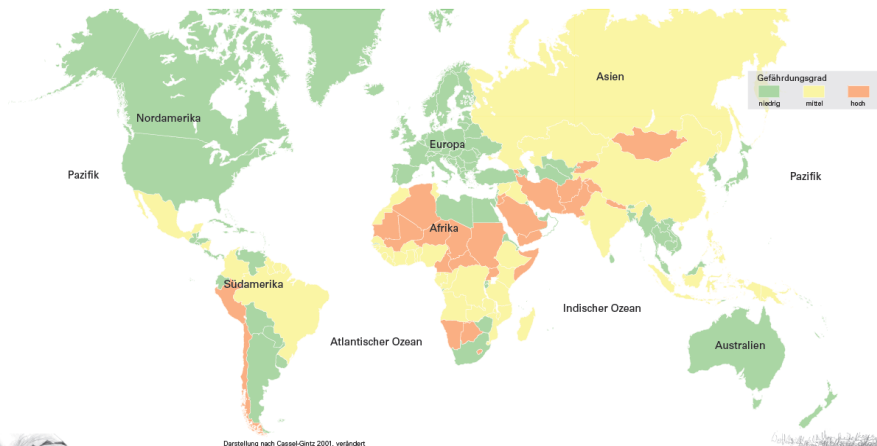 Asien
Gefährdungsgrad
niedrig mittel hoch
Nordamerika
Europa
Pazifik
Pazifik
Afrika
Südamerika
Indischer Ozean
Atlantischer Ozean
Australien
Darstellung nach Cassel-Gintz 2001, verändert